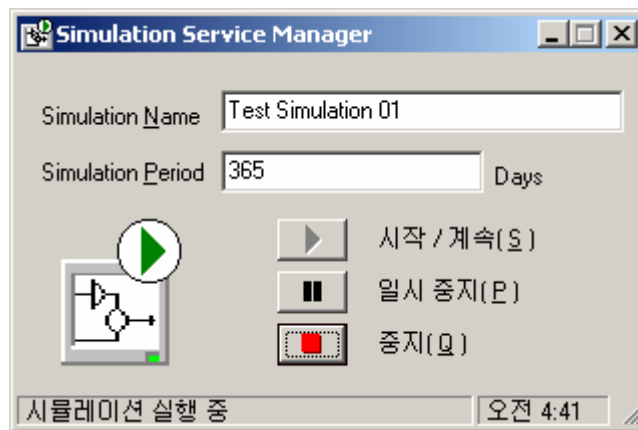 Simulation Service Manager
Simulation Name Test Simulation 01
Simulation Period 365 Days
시작 / 계속(S)
일시 중지(P)
중지(Q)
시뮬레이션 실행 중 오전 4:41